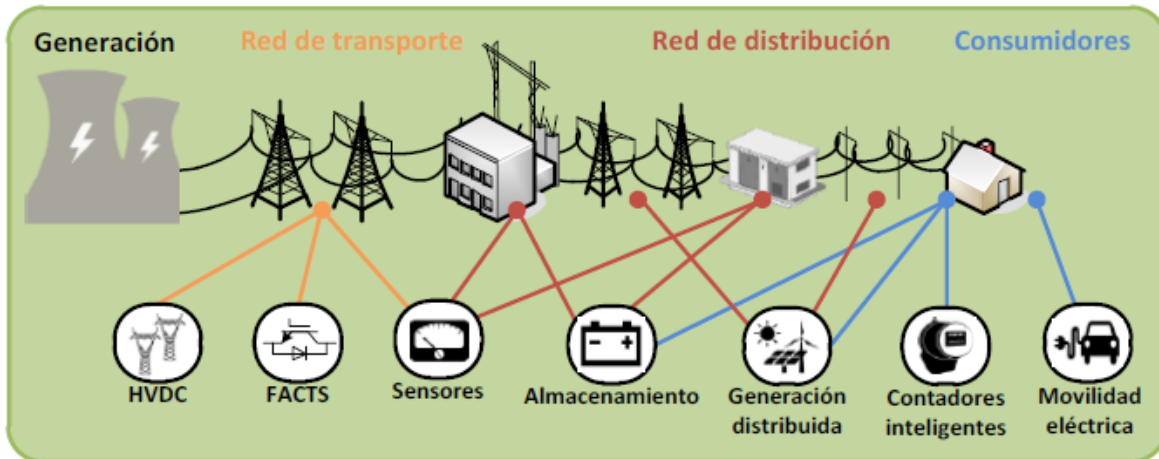 Generación
Red de transporte
Red de distribución
Consumidores
HVDC
FACTS
Sensores
Almacenamiento
Generación
distribuida
Contadores
inteligentes
Movilidad
eléctrica